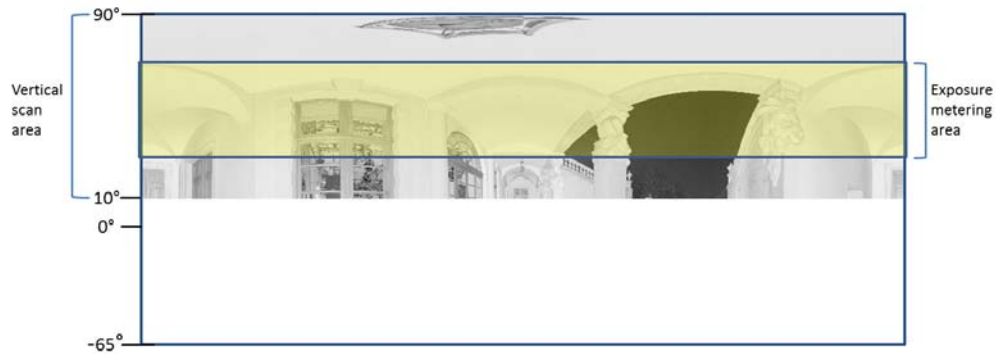 90°
Vertical
scan
area
Exposure
metering
area
10°
0°
-65°